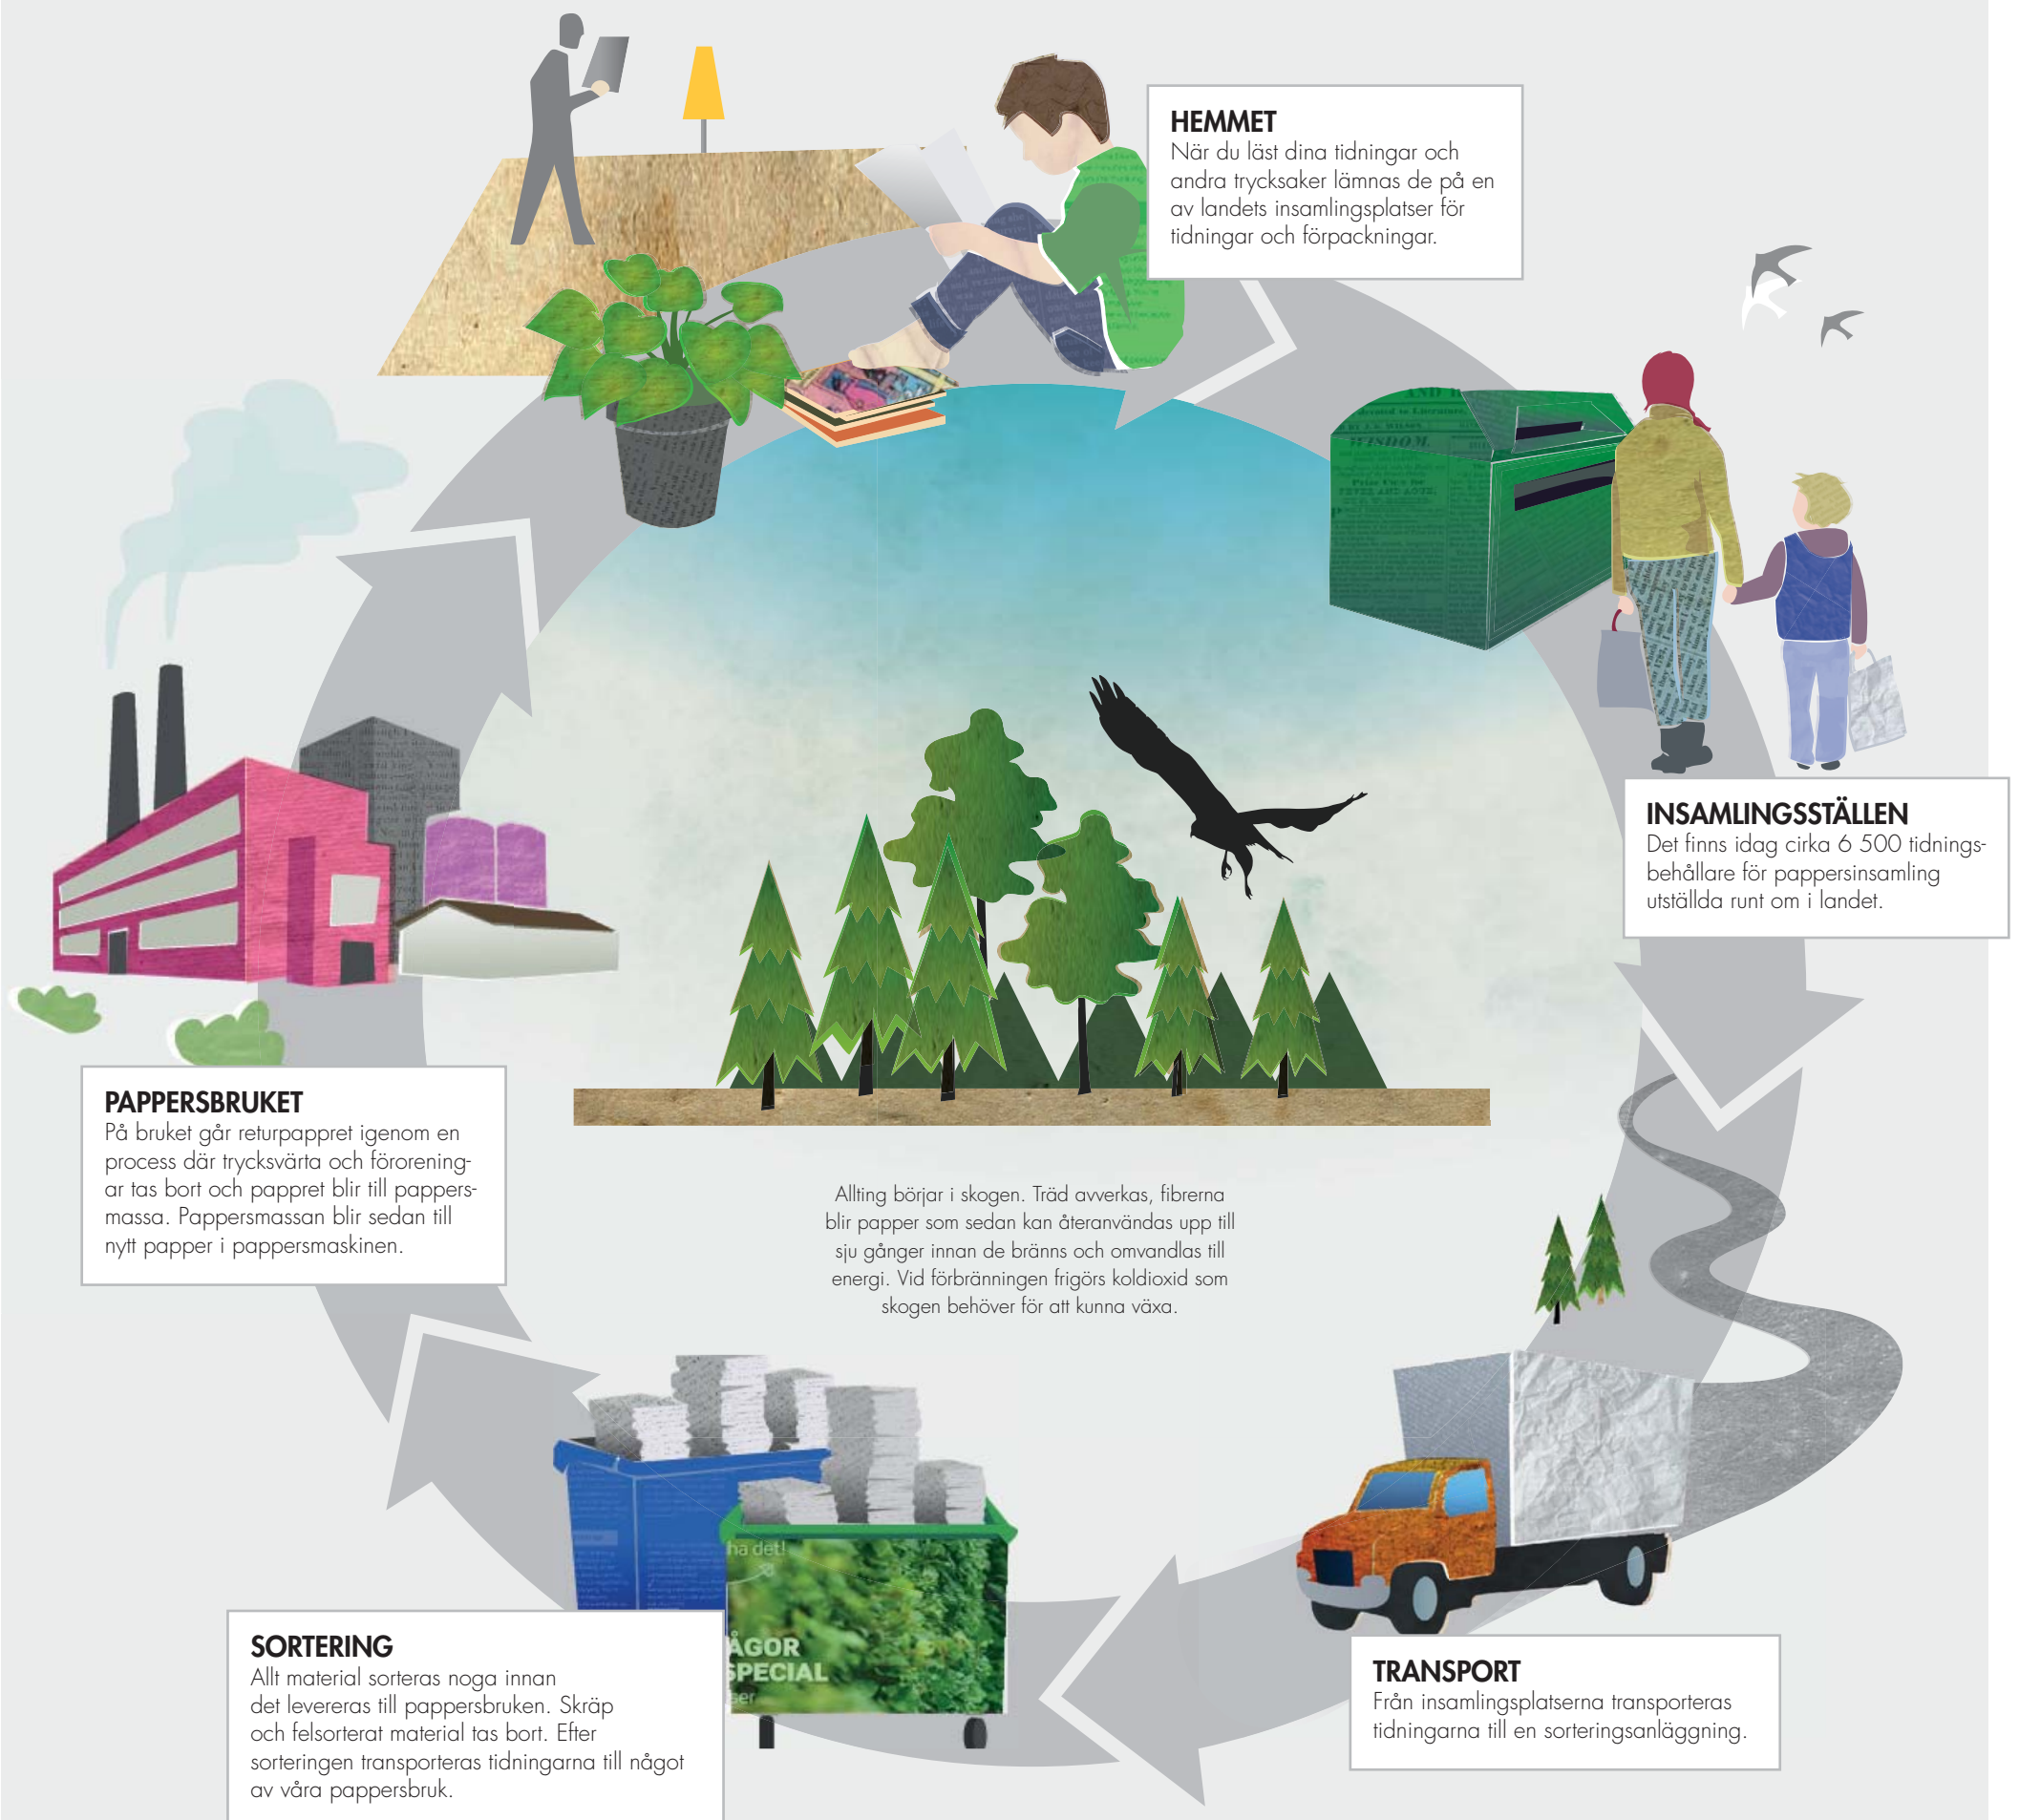 HEMMET
När du läst dina tidningar och
andra trycksaker lämnas de på en
av landets insamlingsplatser för
tidningar och förpackningar.
INSAMLINGSSTÄLLEN
Det finns idag cirka 6 500 tidnings-
behållare för pappersinsamling
utställda runt om i landet.
TRANSPORT
Från insamlingsplatserna transporteras
tidningarna till en sorteringsanläggning.
SORTERING
Allt material sorteras noga innan
det levereras till pappersbruken. Skräp
och felsorterat material tas bort. Efter
sorteringen transporteras tidningarna till något
av våra pappersbruk.
PAPPERSBRUKET
På bruket går returpappret igenom en
process där trycksvärta och förorening-
ar tas bort och pappret blir till pappers-
massa. Pappersmassan blir sedan till
nytt papper i pappersmaskinen.
Allting börjar i skogen. Träd avverkas, fibrerna
blir papper som sedan kan återanvändas upp till
sju gånger innan de bränns och omvandlas till
energi. Vid förbränningen frigörs koldioxid som
skogen behöver för att kunna växa.
ha det!
ÅGOR
SPECIAL
ser
WISDOM